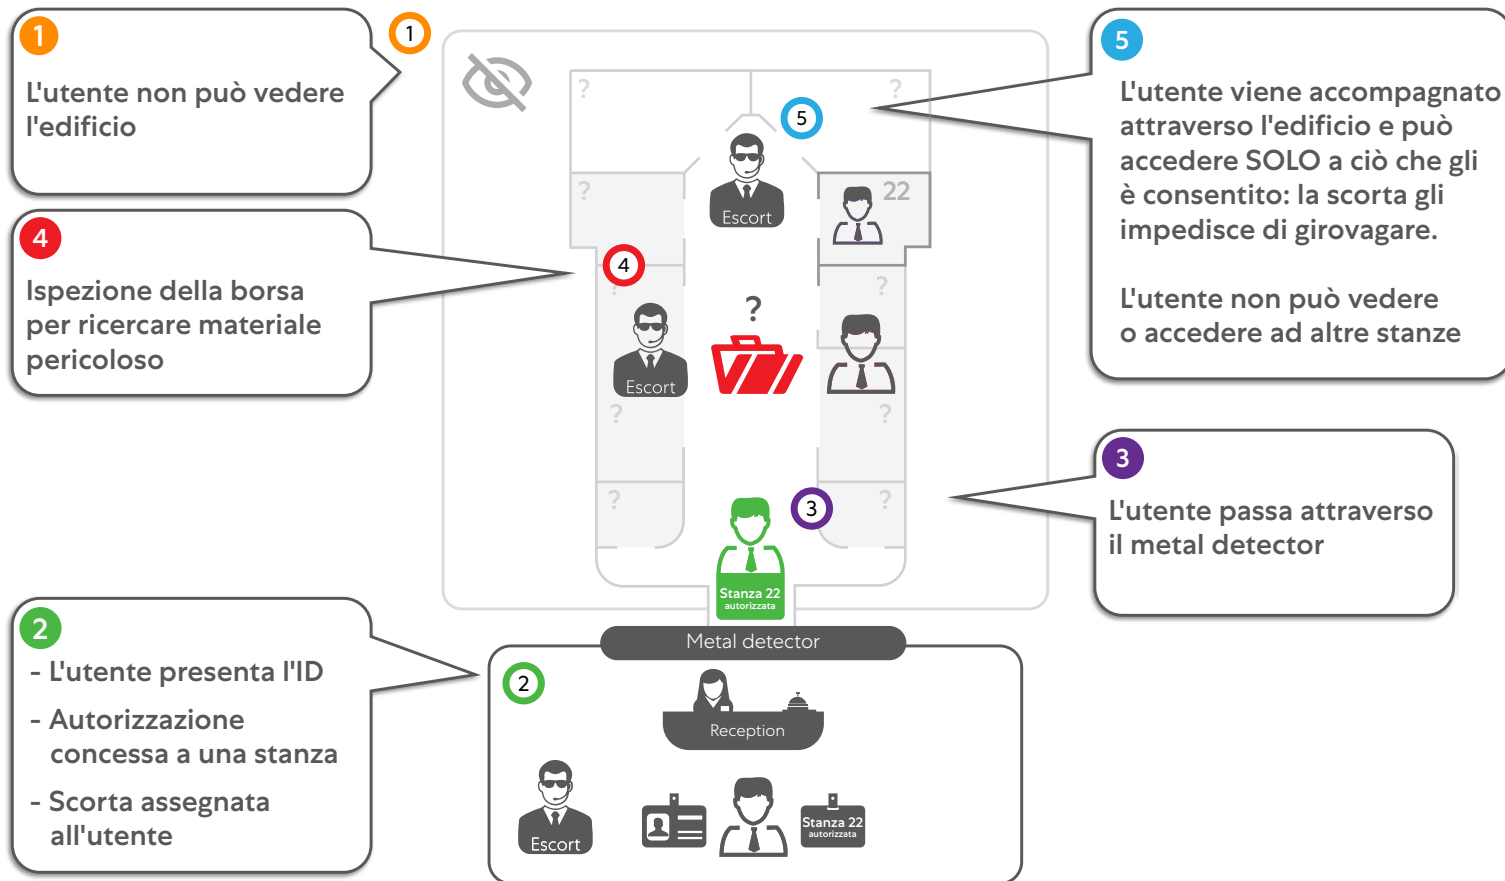 1
L'utente non può vedere
l'edificio
4
Ispezione della borsa
per ricercare materiale
pericoloso
2
- L'utente presenta l'ID
- Autorizzazione
concessa a una stanza
- Scorta assegnata
all'utente
1
?
?
5
Escort
?
22
4
?
Escort
?
?
?
?
?
3
?
Stanza 22
autorizzata
Metal detector
2
Reception
Escort
Stanza 22
autorizzata
5
L'utente viene accompagnato
attraverso l'edificio e può
accedere SOLO a ciò che gli
è consentito: la scorta gli
impedisce di girovagare.
L'utente non può vedere
o accedere ad altre stanze
3
L'utente passa attraverso
il metal detector